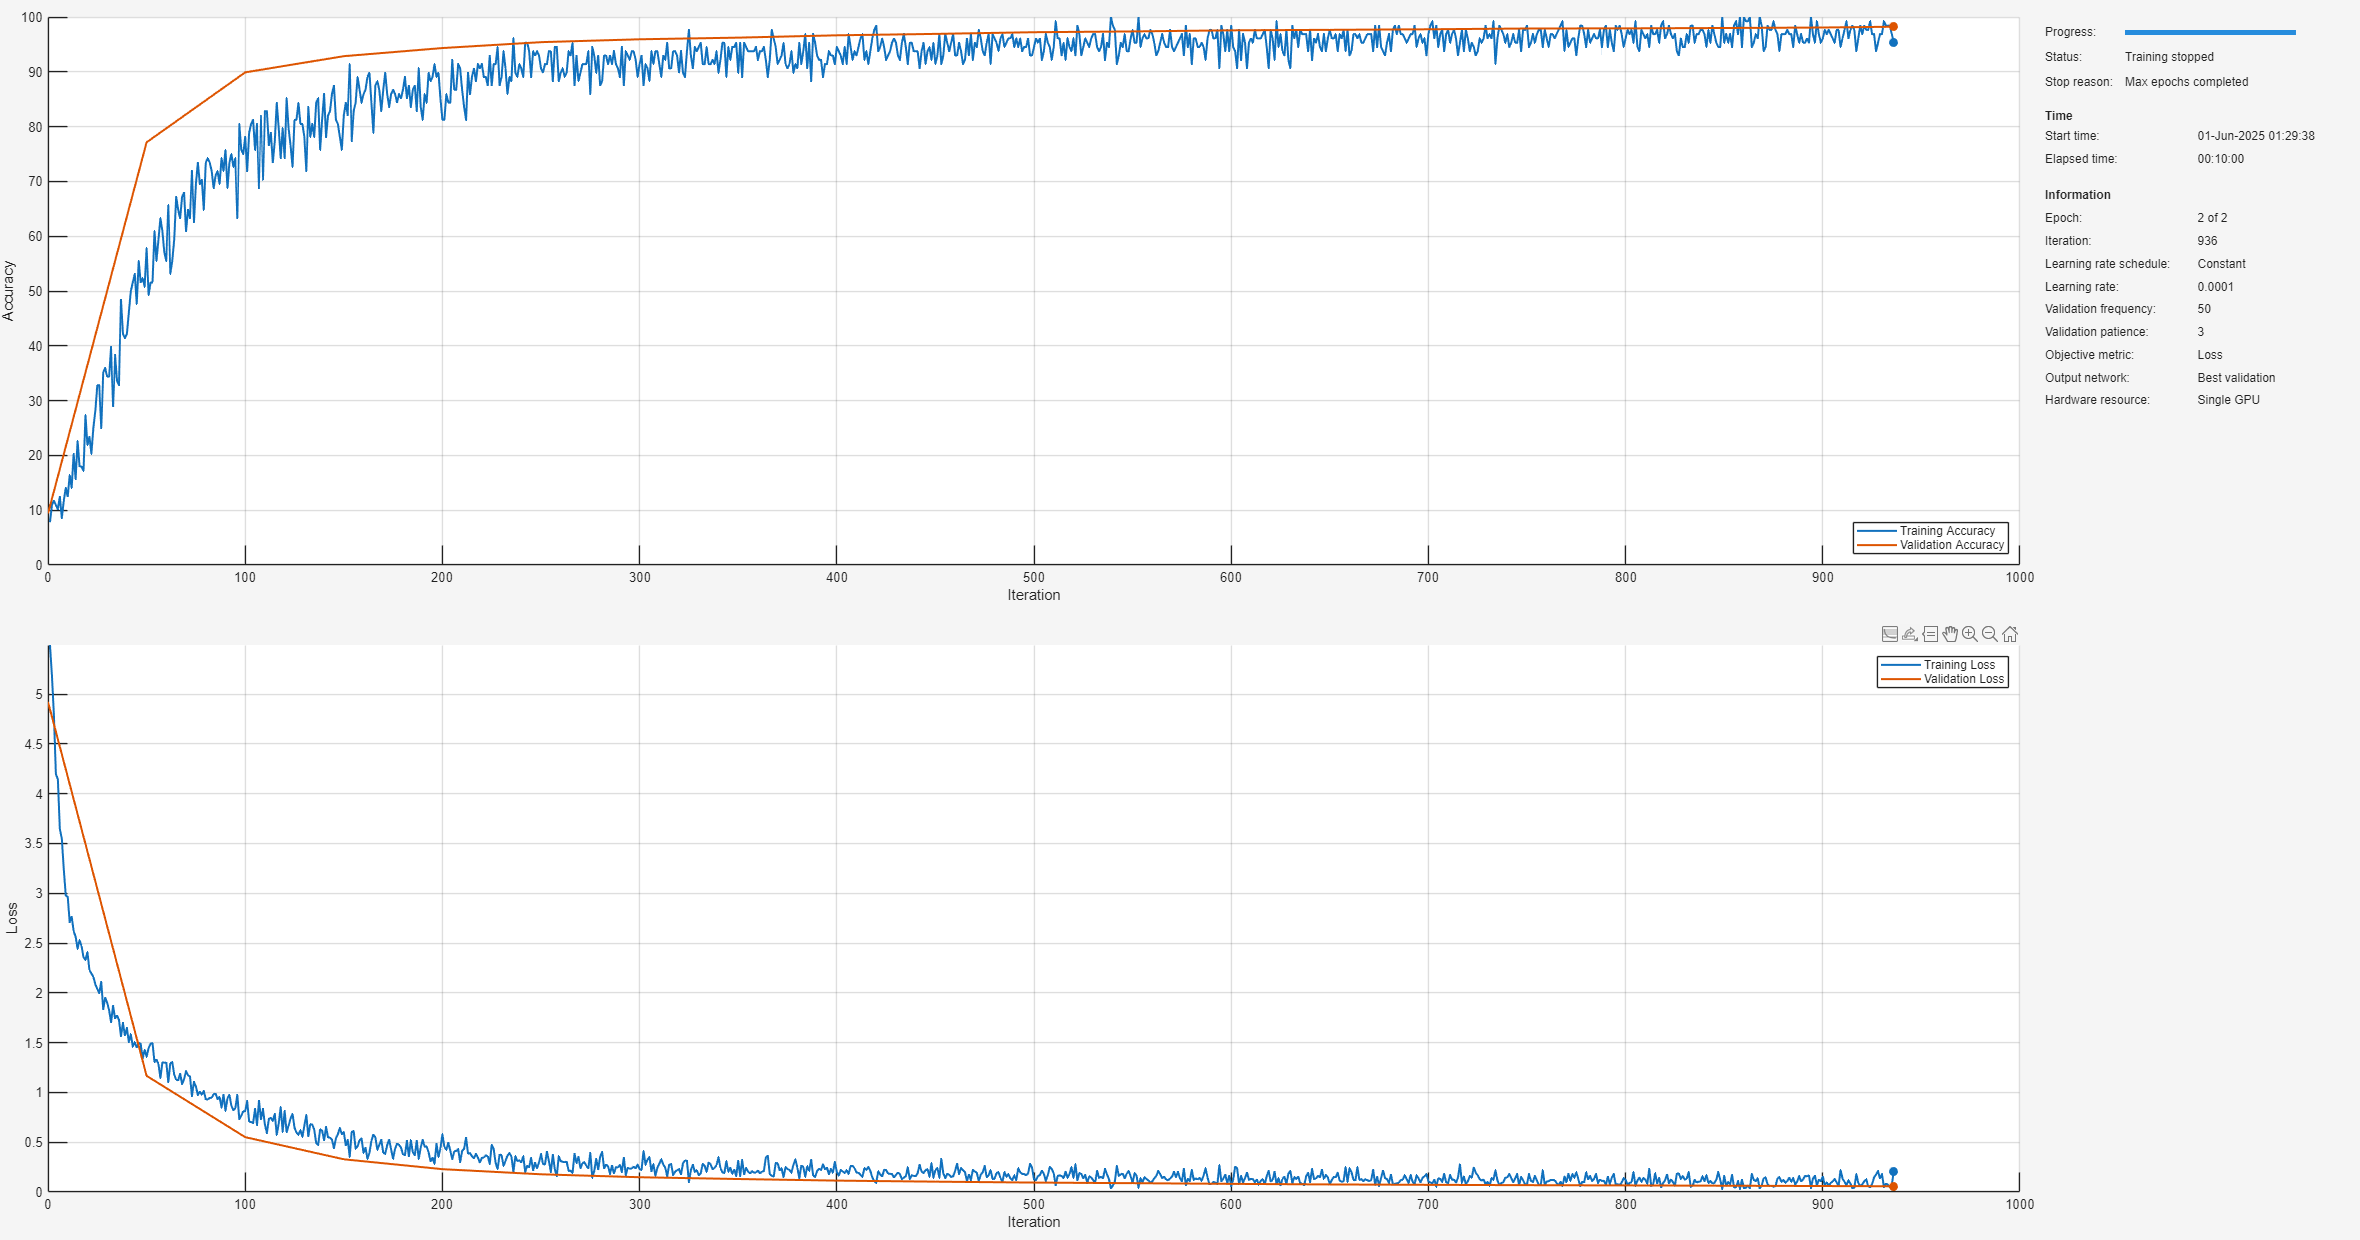 100
90
80
70
60
50
40
30
20
10
0
Accuracy
0 100 200 300 400 500 600 700 800 900 1000
Iteration
Training Accuracy
Validation Accuracy
5
4.5
4
3.5
3
2.5
2
1.5
1
0.5
0
Loss
0 100 200 300 400 500 600 700 800 900 1000
Iteration
Training Loss
Validation Loss
Progress:
Status: Training stopped
Stop reason: Max epochs completed
Time
Start time: 01-Jun-2025 01:29:38
Elapsed time: 00:10:00
Information
Epoch: 2 of 2
Iteration: 936
Learning rate schedule: Constant
Learning rate: 0.0001
Validation frequency: 50
Validation patience: 3
Objective metric: Loss
Output network: Best validation
Hardware resource: Single GPU